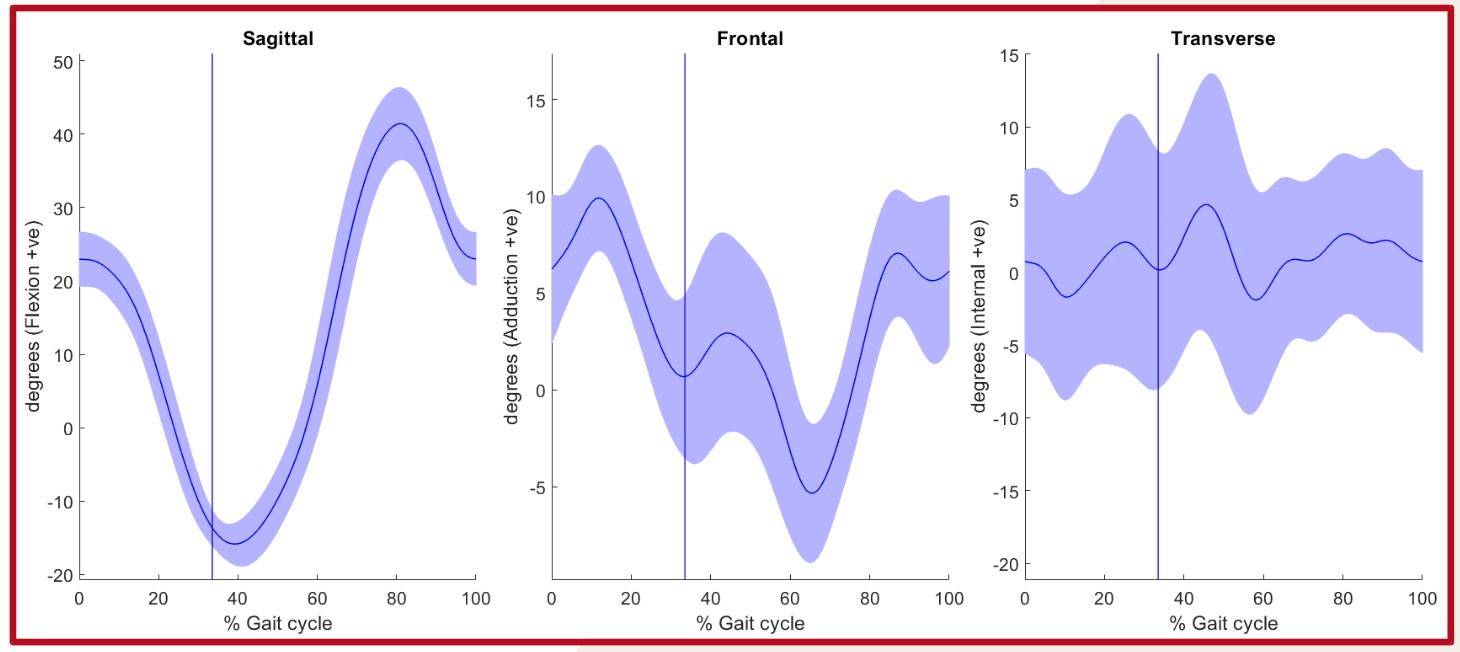 Sagittal
50
40
30
20
10
0
-10
-20
degrees (Flexion +ve)
0 20 40 60 80 100
% Gait cycle
Frontal
15
10
5
0
-5
degrees (Adduction +ve)
0 20 40 60 80 100
% Gait cycle
Transverse
15
10
5
0
-5
-10
-15
-20
degrees (Internal +ve)
0 20 40 60 80 100
% Gait cycle